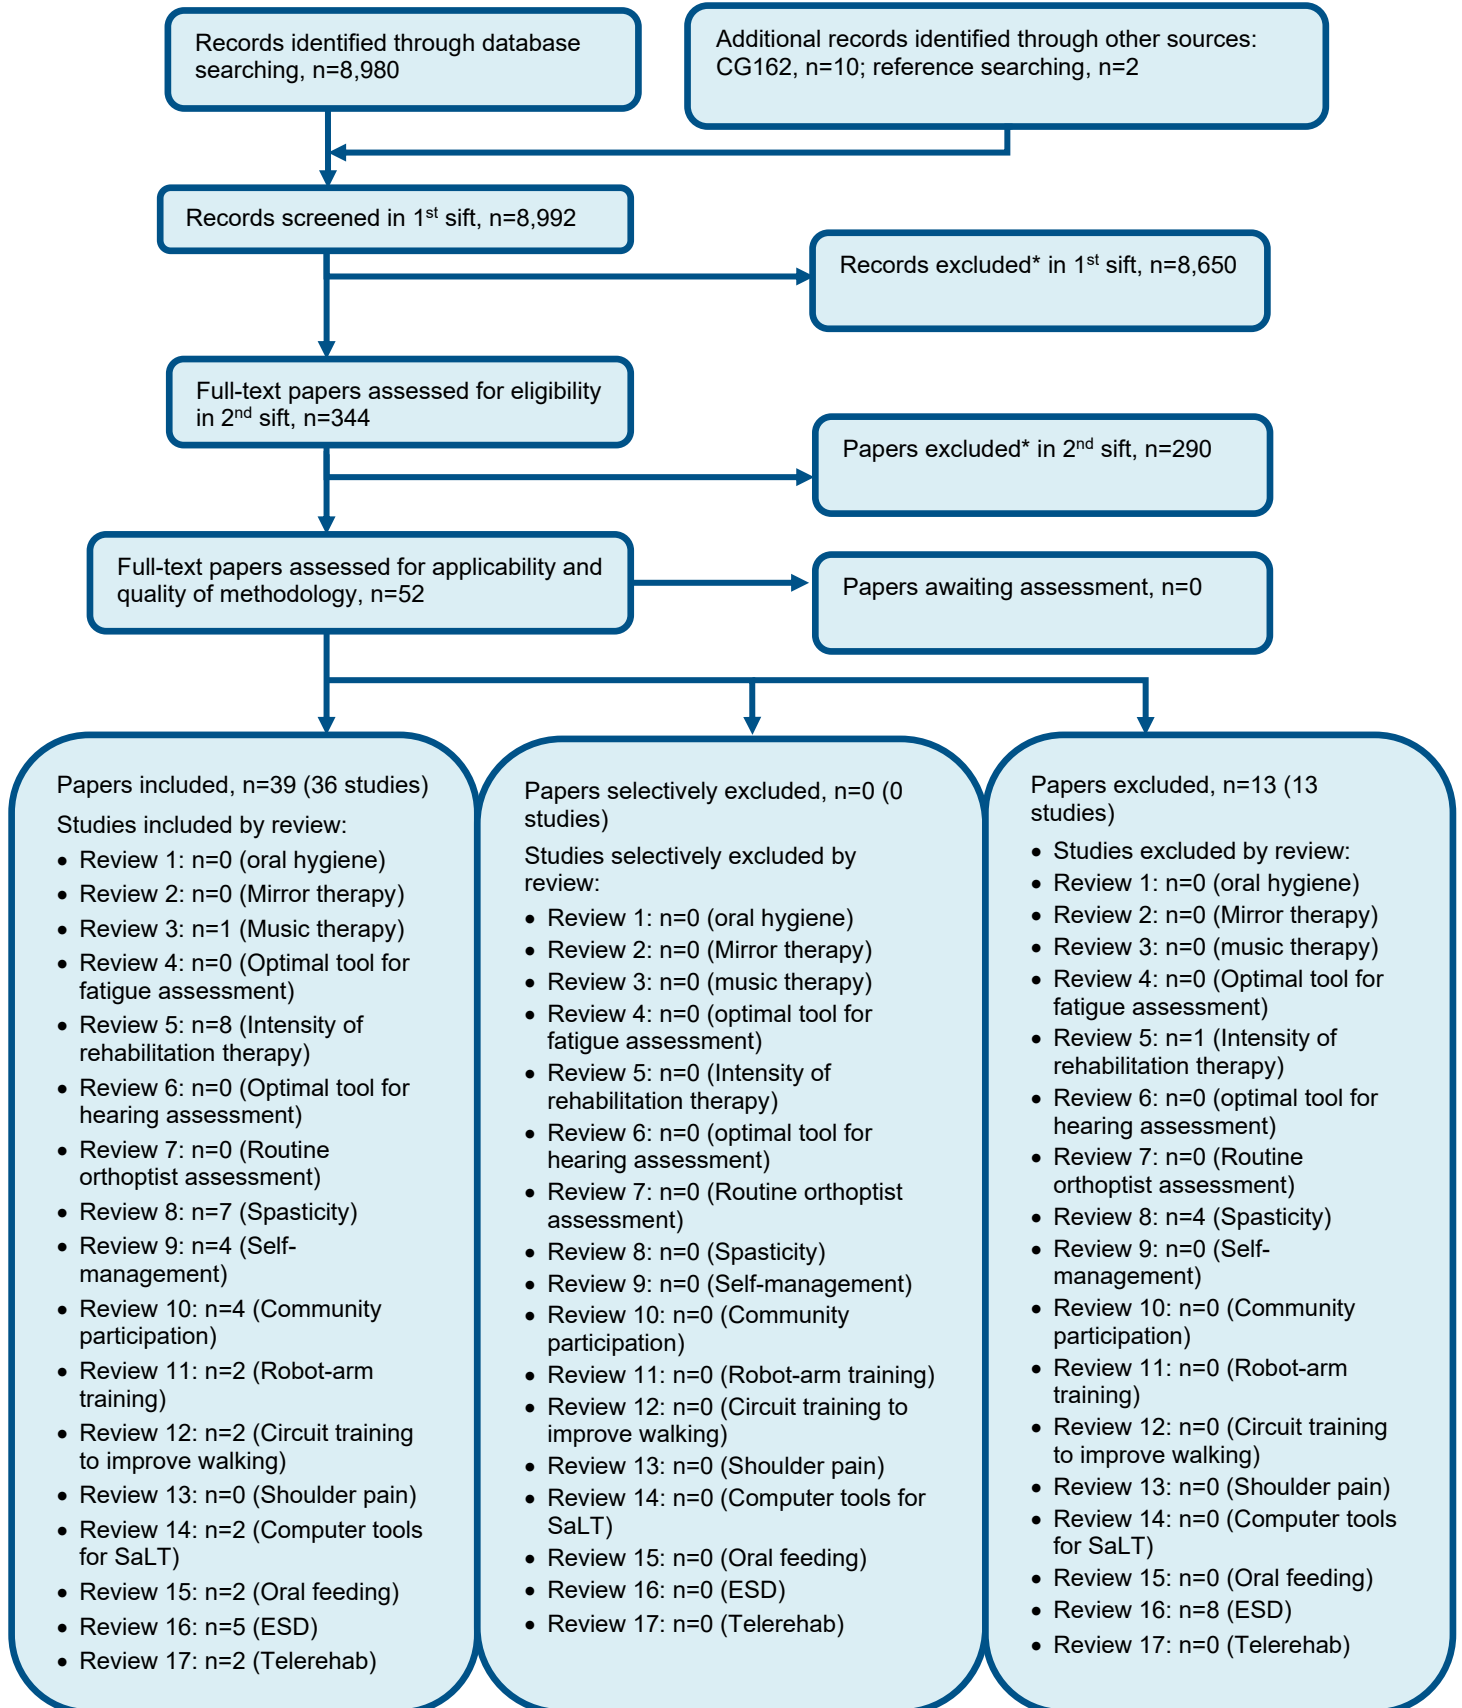 Records identified through database
searching, n=8,980
Additional records identified through other sources:
CG162, n=10; reference searching, n=2
Records screened in 1st sift, n=8,992
Records excluded* in 1st sift, n=8,650
Full-text papers assessed for eligibility
in 2nd sift, n=344
Papers excluded* in 2nd sift, n=290
Full-text papers assessed for applicability and
quality of methodology, n=52
Papers awaiting assessment, n=0
Papers included, n=39 (36 studies)
Studies included by review:
• Review 1: n=0 (oral hygiene)
• Review 2: n=0 (Mirror therapy)
• Review 3: n=1 (Music therapy)
• Review 4: n=0 (Optimal tool for
fatigue assessment)
• Review 5: n=8 (Intensity of
rehabilitation therapy)
• Review 6: n=0 (Optimal tool for
hearing assessment)
• Review 7: n=0 (Routine
orthoptist assessment)
• Review 8: n=7 (Spasticity)
• Review 9: n=4 (Self-
management)
• Review 10: n=4 (Community
participation)
• Review 11: n=2 (Robot-arm
training)
• Review 12: n=2 (Circuit training
to improve walking)
• Review 13: n=0 (Shoulder pain)
• Review 14: n=2 (Computer tools
for SaLT)
• Review 15: n=2 (Oral feeding)
• Review 16: n=5 (ESD)
• Review 17: n=2 (Telerehab)
Papers selectively excluded, n=0 (0
studies)
Studies selectively excluded by
review:
• Review 1: n=0 (oral hygiene)
• Review 2: n=0 (Mirror therapy)
• Review 3: n=0 (music therapy)
• Review 4: n=0 (optimal tool for
fatigue assessment)
• Review 5: n=0 (Intensity of
rehabilitation therapy)
• Review 6: n=0 (optimal tool for
hearing assessment)
• Review 7: n=0 (Routine orthoptist
assessment)
• Review 8: n=0 (Spasticity)
• Review 9: n=0 (Self-management)
• Review 10: n=0 (Community
participation)
• Review 11: n=0 (Robot-arm training)
• Review 12: n=0 (Circuit training to
improve walking)
• Review 13: n=0 (Shoulder pain)
• Review 14: n=0 (Computer tools for
SaLT)
• Review 15: n=0 (Oral feeding)
• Review 16: n=0 (ESD)
• Review 17: n=0 (Telerehab)
Papers excluded, n=13 (13
studies)
• Studies excluded by review:
• Review 1: n=0 (oral hygiene)
• Review 2: n=0 (Mirror therapy)
• Review 3: n=0 (music therapy)
• Review 4: n=0 (Optimal tool for
fatigue assessment)
• Review 5: n=1 (Intensity of
rehabilitation therapy)
• Review 6: n=0 (optimal tool for
hearing assessment)
• Review 7: n=0 (Routine
orthoptist assessment)
• Review 8: n=4 (Spasticity)
• Review 9: n=0 (Self-
management)
• Review 10: n=0 (Community
participation)
• Review 11: n=0 (Robot-arm
training)
• Review 12: n=0 (Circuit training
to improve walking)
• Review 13: n=0 (Shoulder pain)
• Review 14: n=0 (Computer tools
for SaLT)
• Review 15: n=0 (Oral feeding)
• Review 16: n=8 (ESD)
• Review 17: n=0 (Telerehab)